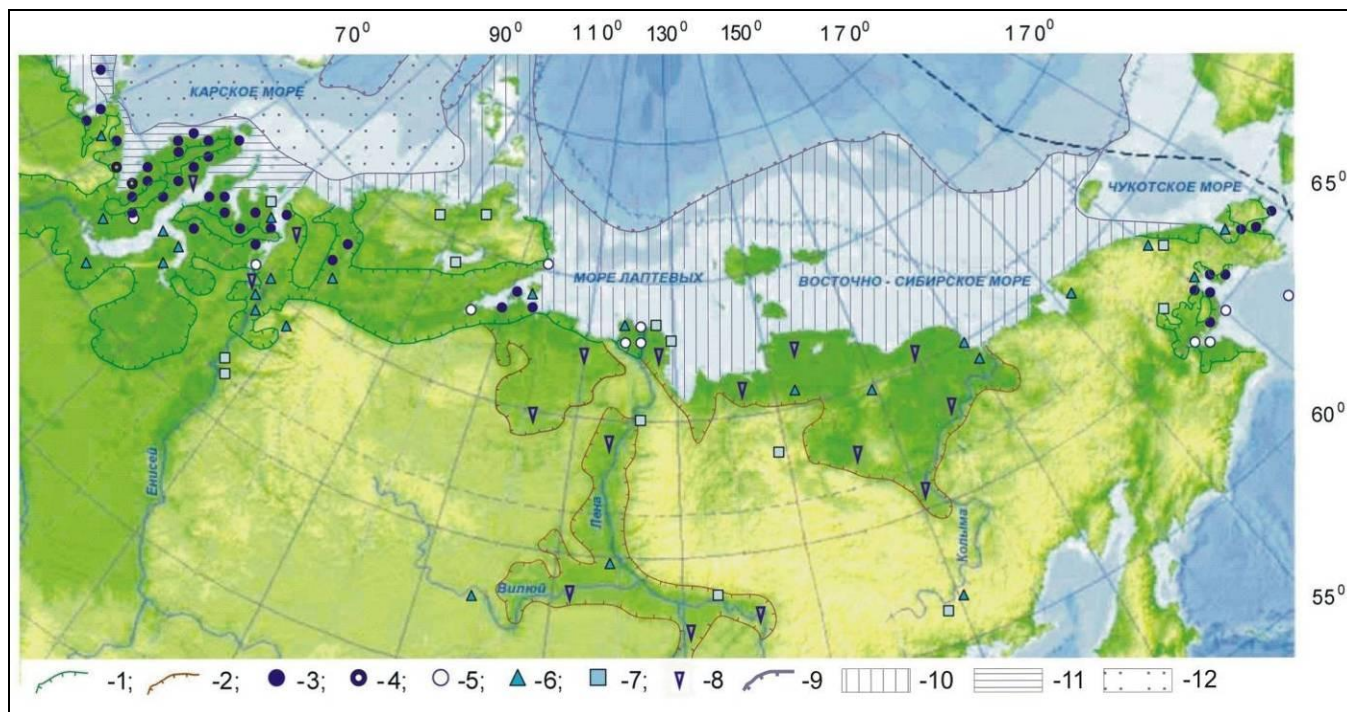 70⁰ 90⁰ 110⁰ 130⁰ 150⁰ 170⁰ 170⁰
КАРСКОЕ МОРЕ
65⁰
ЧУКОТСКОЕ МОРЕ
МОРЕ ЛАПТЕВЫХ
ВОСТОЧНО - СИБИРСКОЕ МОРЕ
60⁰
Енисей
Лена
Колыма
Вилюй
55⁰
-1; -2; -3; -4; -5; -6; -7; -8 -9 -10 -11 -12